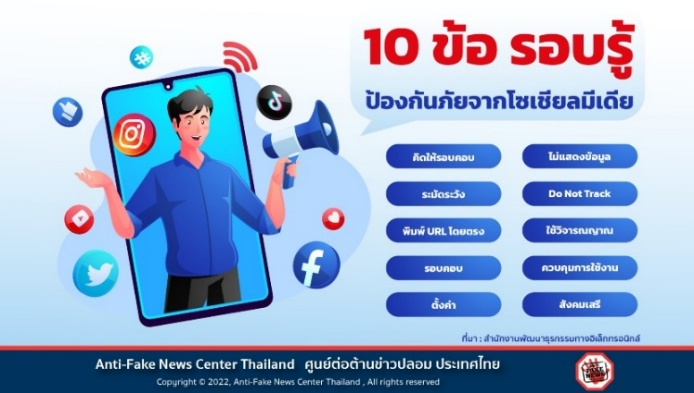 10 ข้อ รอบรู้
ป้องกันภัยจากโซเชียลมีเดีย
คิดให้รอบคอบ
ไม่แสดงข้อมูล
ระมัดระวัง
Do Not Track
พิมพ์ URL โดยตรง
ใช้วิจารณญาณ
รอบคอบ
ควบคุมการใช้งาน
ตั้งค่า
สังคมเสรี
ที่มา : สำนักงานพัฒนาธุรกรรมทางอิเล็กทรอนิกส์
Anti-Fake News Center Thailand ศูนย์ต่อต้านข่าวปลอม ประเทศไทย
Copyright © 2022, Anti-Fake News Center Thailand , All rights reserved